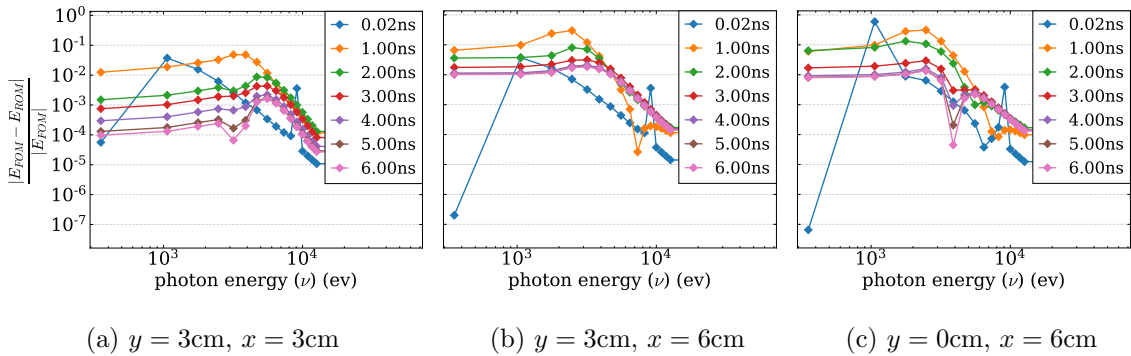 10^0
10^-1
10^-2
10^-3
10^-4
10^-5
10^-6
10^-7
|E_FOM − E_ROM|
|E_FOM|
0.02ns
1.00ns
2.00ns
3.00ns
4.00ns
5.00ns
6.00ns
10^3
10^4
photon energy (ν) (ev)
0.02ns
1.00ns
2.00ns
3.00ns
4.00ns
5.00ns
6.00ns
10^3
10^4
photon energy (ν) (ev)
0.02ns
1.00ns
2.00ns
3.00ns
4.00ns
5.00ns
6.00ns
10^3
10^4
photon energy (ν) (ev)
(a) y = 3cm, x = 3cm
(b) y = 3cm, x = 6cm
(c) y = 0cm, x = 6cm